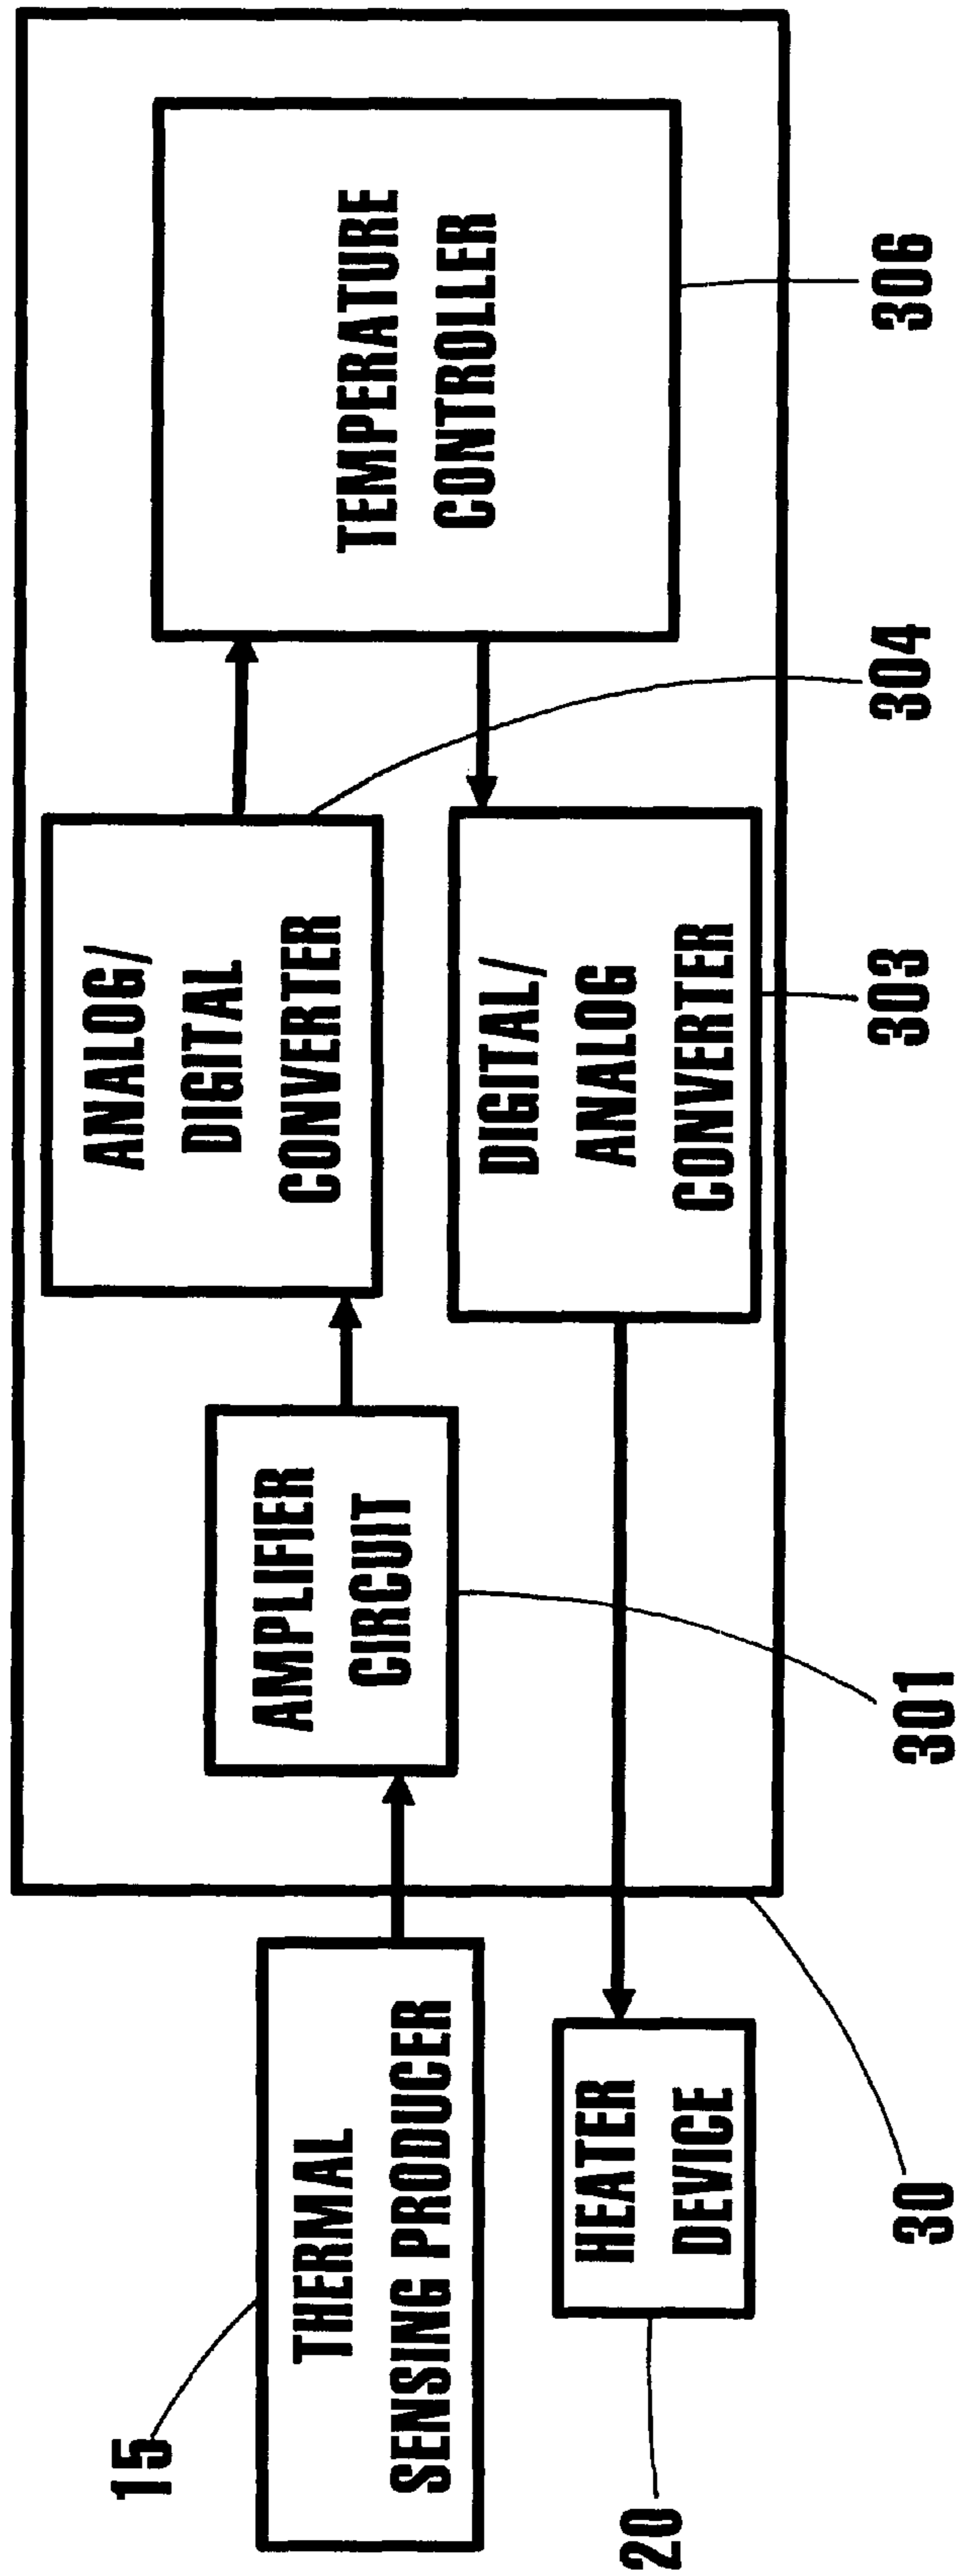 15
THERMAL
SENSING PRODUCER
20
HEATER
DEVICE
30
AMPLIFIER
CIRCUIT
301
ANALOG/
DIGITAL
CONVERTER
304
DIGITAL/
ANALOG
CONVERTER
303
TEMPERATURE
CONTROLLER
306